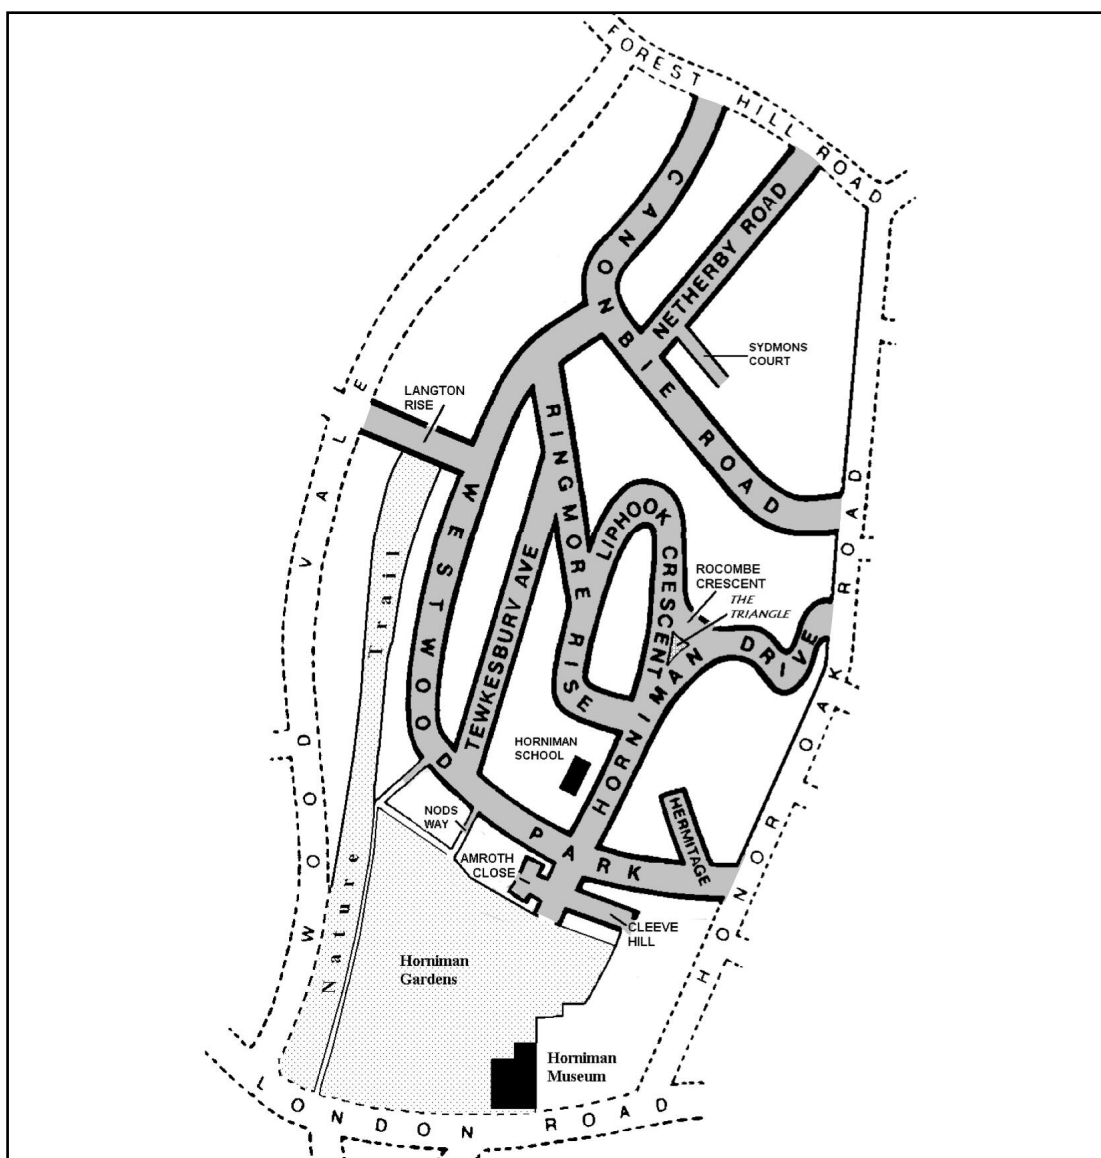 FOREST HILL ROAD
CANONBIE ROAD
NETHERBY ROAD
SYDMONS
COURT
LANGTON
RISE
LIPHOOK CRESCENT
RINGMORE RISE
ROCOMBE
CRESCENT
THE
TRIANGLE
WESTWOOD PARK
TEWKESBURY AVE
HORNIMAN DRIVE
HORNIMAN
SCHOOL
NODS
WAY
AMROTH
CLOSE
HERMITAGE
CLEEVE
HILL
Nature Trail
Horniman
Gardens
Horniman
Museum
WOODVALE
HONOR OAK ROAD
LONDON ROAD